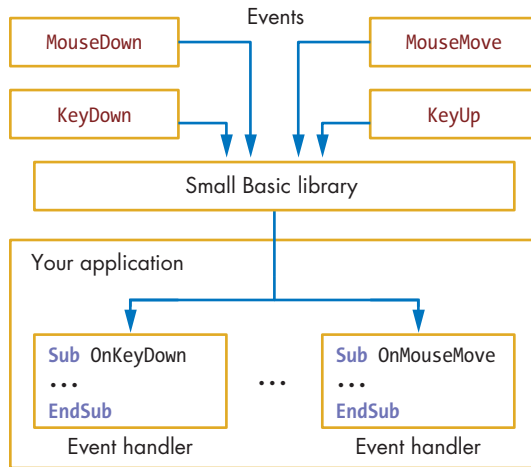 Events
MouseDown
MouseMove
KeyDown
KeyUp
Small Basic library
Your application
Sub OnKeyDown
...
EndSub
Event handler
...
Sub OnMouseMove
...
EndSub
Event handler